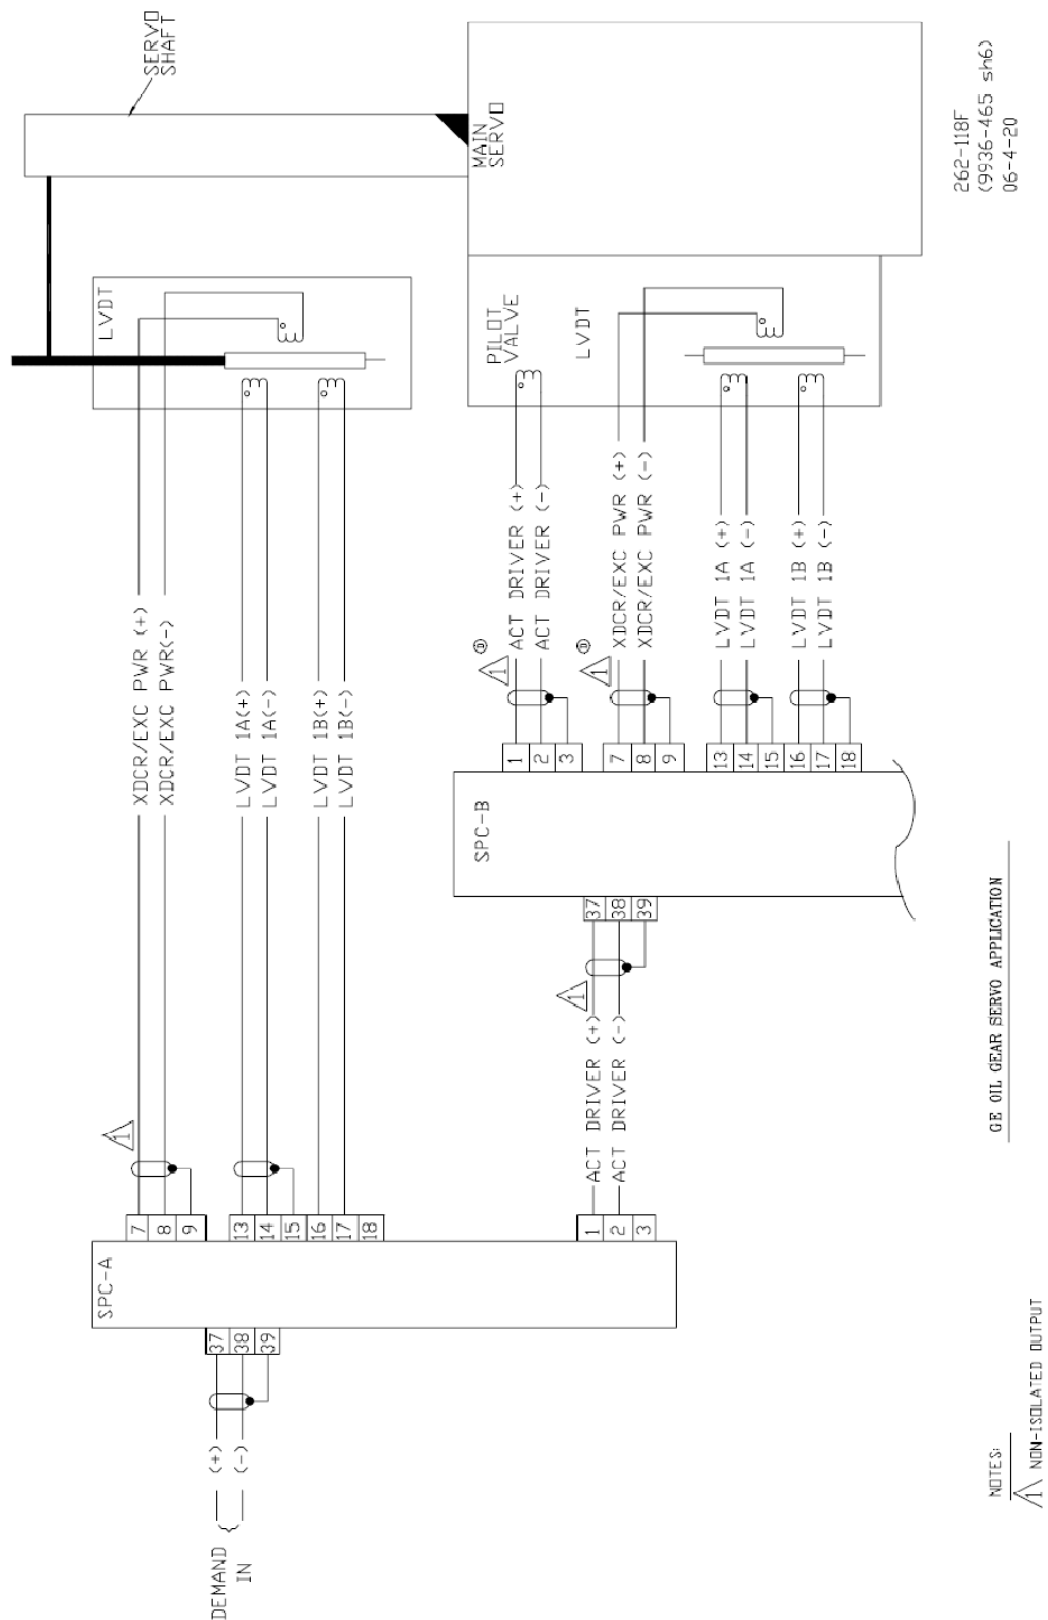 SERVO
SHAFT
MAIN
SERVO
LVDT
XDCR/EXC PWR (+)
XDCR/EXC PWR(-)
LVDT 1A(+)
LVDT 1A(-)
LVDT 1B(+)
LVDT 1B(-)
PILOT
VALVE
LVDT
ACT DRIVER (+)
ACT DRIVER (-)
XDCR/EXC PWR (+)
XDCR/EXC PWR (-)
LVDT 1A (+)
LVDT 1A (-)
LVDT 1B (+)
LVDT 1B (-)
1
1
1
2
3
7
8
9
13
14
15
16
17
18
SPC-B
37
38
39
1
ACT DRIVER (+)
ACT DRIVER (-)
1
7
8
9
13
14
15
16
17
18
1
2
3
SPC-A
37
38
39
(+)
(-)
DEMAND
IN
262-118F
(9936-465 sh6)
06-4-20
GE OIL GEAR SERVO APPLICATION
NOTES:
1 NON-ISOLATED OUTPUT